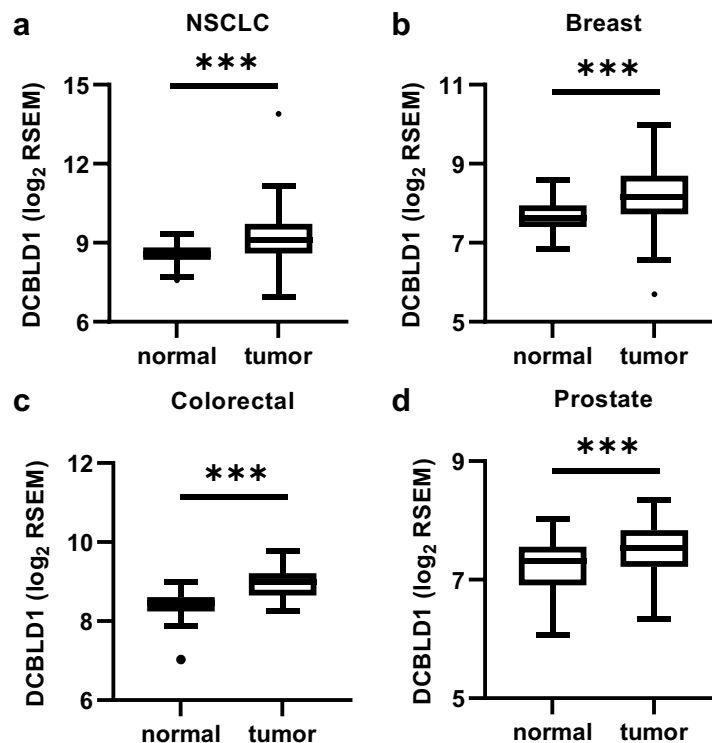 a
NSCLC
***
DCBLD1 (log₂ RSEM)
15
12
9
6
normal tumor
b
Breast
***
DCBLD1 (log₂ RSEM)
11
9
7
5
normal tumor
c
Colorectal
***
DCBLD1 (log₂ RSEM)
12
10
8
6
normal tumor
d
Prostate
***
DCBLD1 (log₂ RSEM)
9
7
5
normal tumor